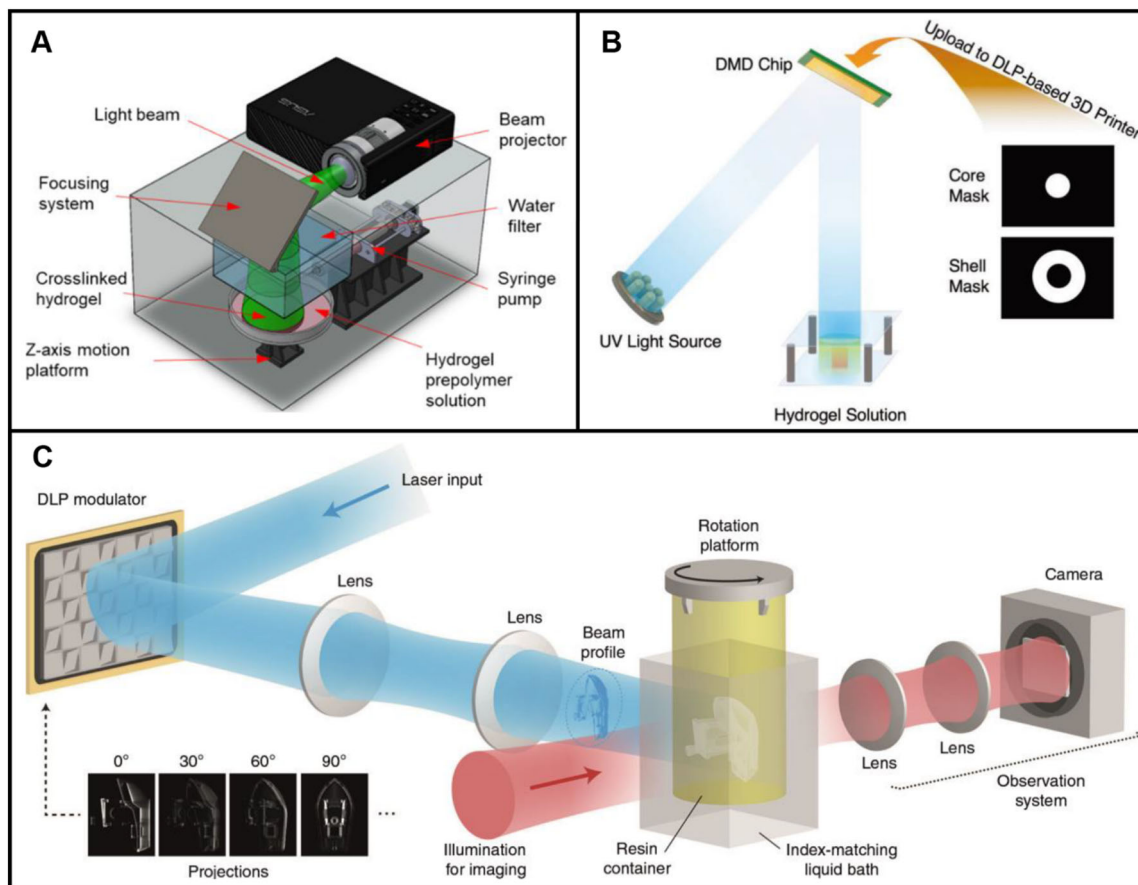 A
Light beam
Beam
projector
Focusing
system
Water
filter
Crosslinked
hydrogel
Syringe
pump
Z-axis motion
platform
Hydrogel
prepolymer
solution
ASUS
B
DMD Chip
Upload to DLP-based 3D Printer
Core
Mask
Shell
Mask
UV Light Source
Hydrogel Solution
C
DLP modulator
Laser input
Lens
Lens
Beam
profile
Rotation
platform
Camera
0° 30° 60° 90°
...
Projections
Illumination
for imaging
Resin
container
Index-matching
liquid bath
Lens
Lens
Observation
system